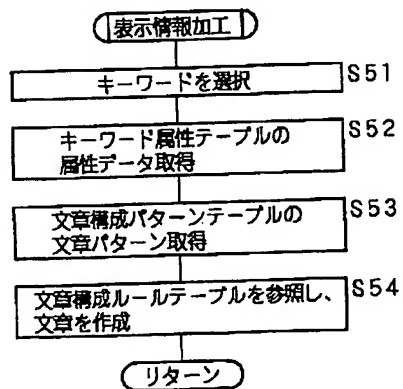 表示情報加工
キーワードを選択
S51
キーワード属性テーブルの
属性データ取得
S52
文章構成パターンテーブルの
文章パターン取得
S53
文章構成ルールテーブルを参照し、
文章を作成
S54
リターン